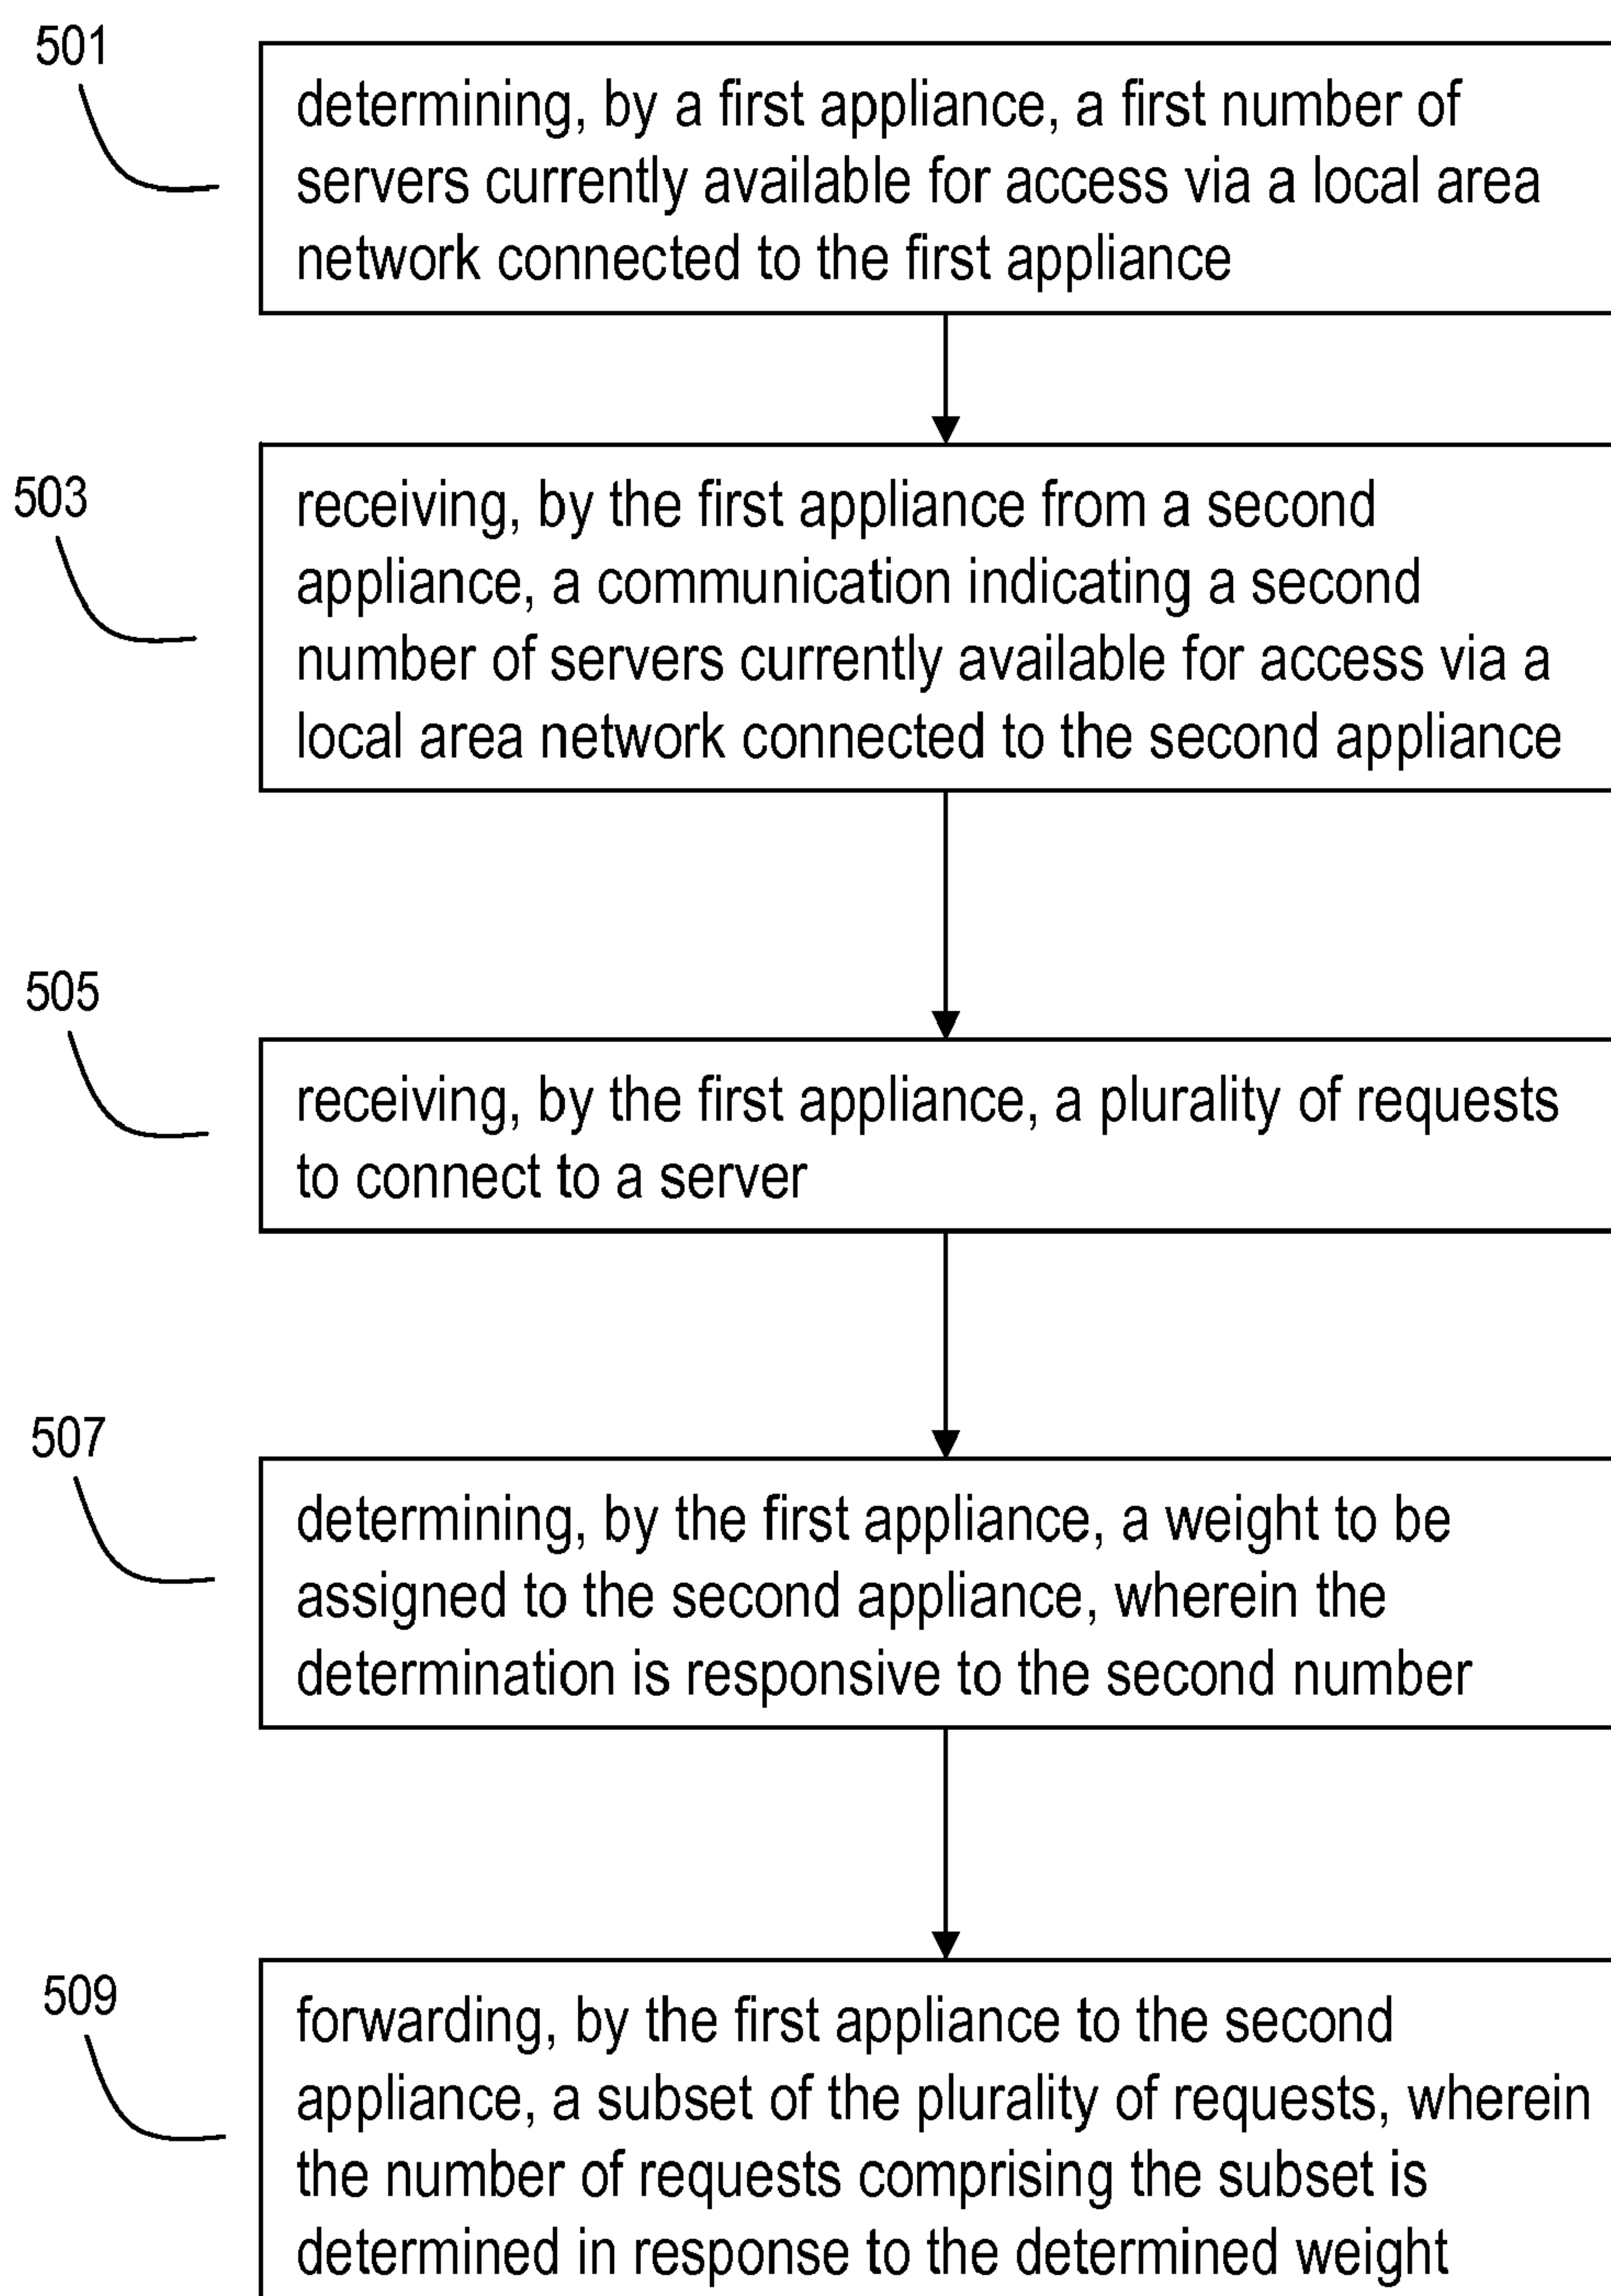 501
determining, by a first appliance, a first number of
servers currently available for access via a local area
network connected to the first appliance
503
receiving, by the first appliance from a second
appliance, a communication indicating a second
number of servers currently available for access via a
local area network connected to the second appliance
505
receiving, by the first appliance, a plurality of requests
to connect to a server
507
determining, by the first appliance, a weight to be
assigned to the second appliance, wherein the
determination is responsive to the second number
509
forwarding, by the first appliance to the second
appliance, a subset of the plurality of requests, wherein
the number of requests comprising the subset is
determined in response to the determined weight